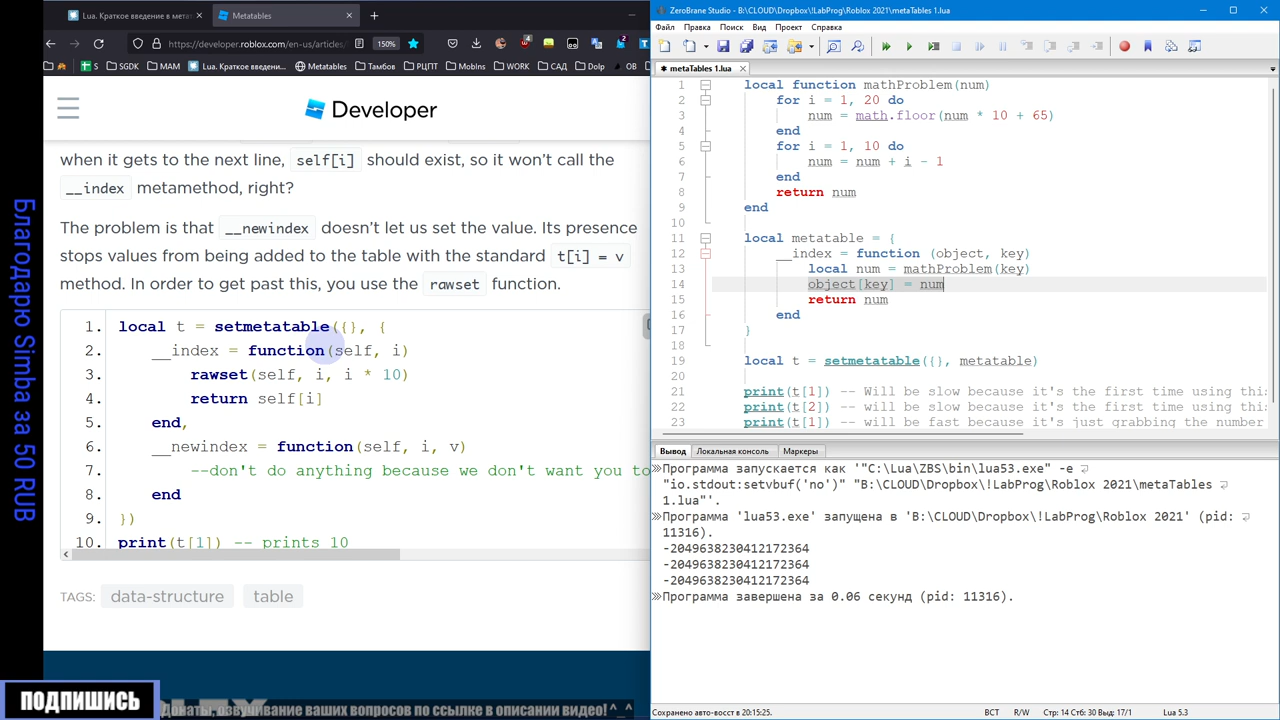 Lua. Краткое введение в метат
Metatables
https://developer.roblox.com/en-us/articles/
150%
SGDK
МАМ
Lua.Краткое введени...
Metatables
Тамбов
РЦПТ
Mobins
WORK
САД
Dolp
ОВ
Developer
when it gets to the next line, self[i] should exist, so it won’t call the
__index metamethod, right?
The problem is that __newindex doesn’t let us set the value. Its presence
stops values from being added to the table with the standard t[i] = v
method. In order to get past this, you use the rawset function.
1. local t = setmetatable({}, {
2. __index = function(self, i)
3. rawset(self, i, i * 10)
4. return self[i]
5. end,
6. __newindex = function(self, i, v)
7. --don't do anything because we don't want you to
8. end
9. })
10. print(t[1]) -- prints 10
TAGS: data-structure table
Благодарю Simba за 50 RUB
ПОДПИШИСЬ
Донаты, озвучивание ваших вопросов по ссылке в описании видео! ^_^
ZeroBrane Studio - B:\CLOUD\Dropbox\!LabProg\Roblox 2021\metaTables 1.lua
Файл Правка Поиск Вид Проект Справка
metaTables 1.lua
1 local function mathProblem(num)
2 for i = 1, 20 do
3 num = math.floor(num * 10 + 65)
4 end
5 for i = 1, 10 do
6 num = num + i - 1
7 end
8 return num
9 end
10
11 local metatable = {
12 __index = function (object, key)
13 local num = mathProblem(key)
14 object[key] = num
15 return num
16 end
17 }
18
19 local t = setmetatable({}, metatable)
20
21 print(t[1]) -- Will be slow because it's the first time using this
22 print(t[2]) -- will be slow because it's the first time using this
23 print(t[1]) -- will be fast because it's just grabbing the number
Вывод Локальная консоль Маркеры
Программа запускается как '"C:\Lua\ZBS\bin\lua53.exe" -e
"io.stdout:setvbuf('no')" "B:\CLOUD\Dropbox\!LabProg\Roblox 2021\metaTables
1.lua"'.
Программа 'lua53.exe' запущена в 'B:\CLOUD\Dropbox\!LabProg\Roblox 2021' (pid:
11316).
-2049638230412172364
-2049638230412172364
-2049638230412172364
Программа завершена за 0.06 секунд (pid: 11316).
Сохранено авто-восст в 20:15:25.
ВСТ R/W Стр: 14 Стб: 30 Выд: 17/1 Lua 5.3